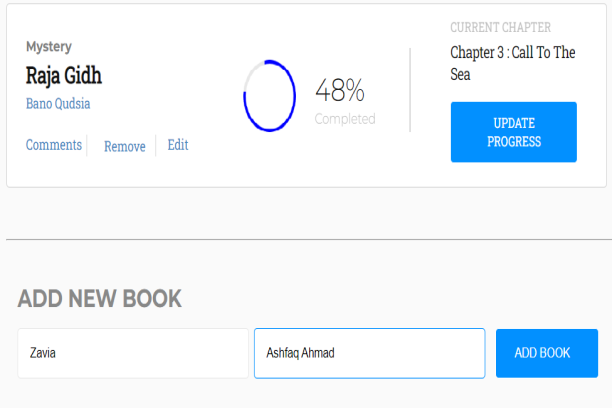 Mystery
Raja Gidh
Bano Qudsia
Comments Remove Edit
48%
Completed
CURRENT CHAPTER
Chapter 3 : Call To The
Sea
UPDATE
PROGRESS
ADD NEW BOOK
Zavia Ashfaq Ahmad ADD BOOK